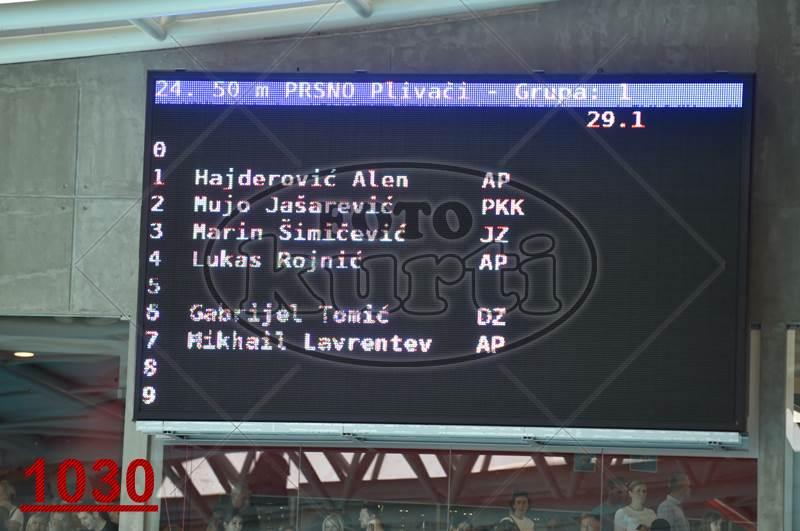 24. 50 m PRSNO Plivači - Grupa: 1
29.1
0
1 Hajderović Alen AP
2 Mujo Jašarević PKK
3 Marin Šimičević JZ
4 Lukas Rojnić AP
5
6 Gabrijel Tomić DZ
7 Mikhail Lavrentev AP
8
9
FOTO
kurti
1030